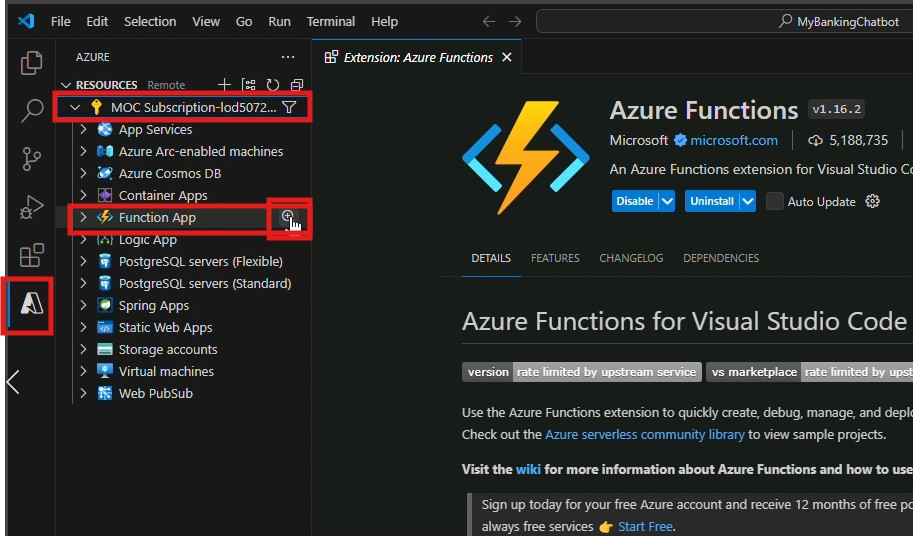 File Edit Selection View Go Run Terminal Help MyBankingChatbot
AZURE
Extension: Azure Functions
RESOURCES Remote
MOC Subscription-lod5072...
App Services
Azure Arc-enabled machines
Azure Cosmos DB
Container Apps
Function App
Logic App
PostgreSQL servers (Flexible)
PostgreSQL servers (Standard)
Spring Apps
Static Web Apps
Storage accounts
Virtual machines
Web PubSub
Azure Functions v1.16.2
Microsoft microsoft.com 5,188,735
An Azure Functions extension for Visual Studio Co
Disable Uninstall Auto Update
DETAILS FEATURES CHANGELOG DEPENDENCIES
Azure Functions for Visual Studio Code
version rate limited by upstream service vs marketplace rate limited by upst
Use the Azure Functions extension to quickly create, debug, manage, and deplo
Check out the Azure serverless community library to view sample projects.
Visit the wiki for more information about Azure Functions and how to use
Sign up today for your free Azure account and receive 12 months of free po
always free services 👉 Start Free.